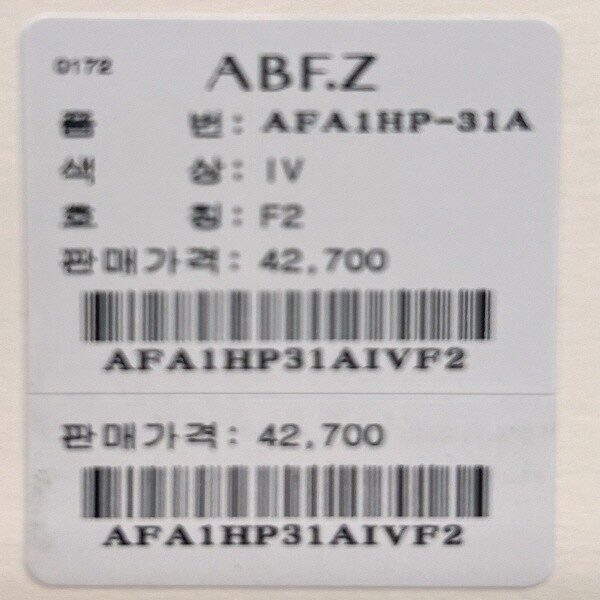 0172
ABF.Z
품 번: AFA1HP-31A
색 상: IV
호 칭: F2
판매가격: 42,700
AFA1HP31AIVF2
판매가격: 42,700
AFA1HP31AIVF2